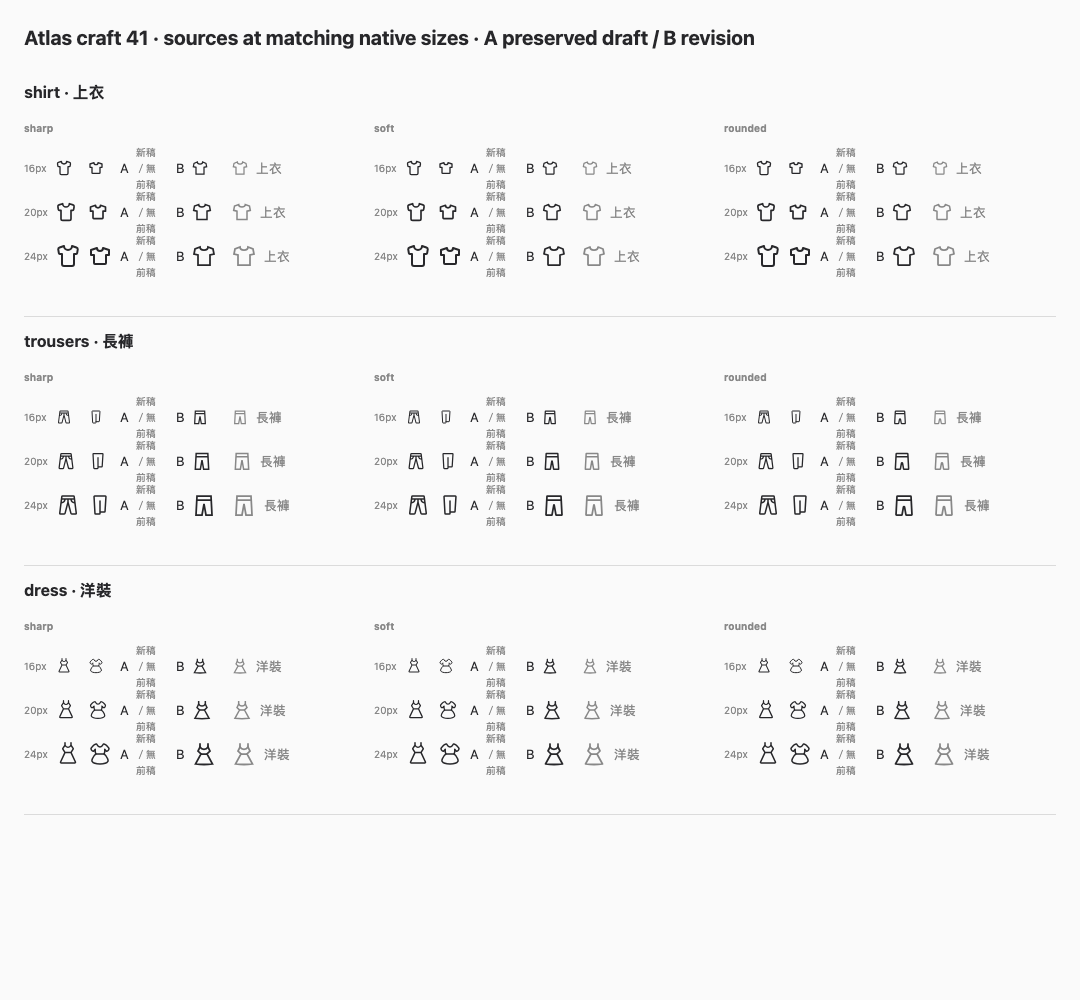 Atlas craft 41 · sources at matching native sizes · A preserved draft / B revision
shirt · 上衣
sharp
soft
rounded
16px A 新稿 / 無前稿 B 上衣
16px A 新稿 / 無前稿 B 上衣
16px A 新稿 / 無前稿 B 上衣
20px A 新稿 / 無前稿 B 上衣
20px A 新稿 / 無前稿 B 上衣
20px A 新稿 / 無前稿 B 上衣
24px A 新稿 / 無前稿 B 上衣
24px A 新稿 / 無前稿 B 上衣
24px A 新稿 / 無前稿 B 上衣
trousers · 長褲
sharp
soft
rounded
16px A 新稿 / 無前稿 B 長褲
16px A 新稿 / 無前稿 B 長褲
16px A 新稿 / 無前稿 B 長褲
20px A 新稿 / 無前稿 B 長褲
20px A 新稿 / 無前稿 B 長褲
20px A 新稿 / 無前稿 B 長褲
24px A 新稿 / 無前稿 B 長褲
24px A 新稿 / 無前稿 B 長褲
24px A 新稿 / 無前稿 B 長褲
dress · 洋裝
sharp
soft
rounded
16px A 新稿 / 無前稿 B 洋裝
16px A 新稿 / 無前稿 B 洋裝
16px A 新稿 / 無前稿 B 洋裝
20px A 新稿 / 無前稿 B 洋裝
20px A 新稿 / 無前稿 B 洋裝
20px A 新稿 / 無前稿 B 洋裝
24px A 新稿 / 無前稿 B 洋裝
24px A 新稿 / 無前稿 B 洋裝
24px A 新稿 / 無前稿 B 洋裝